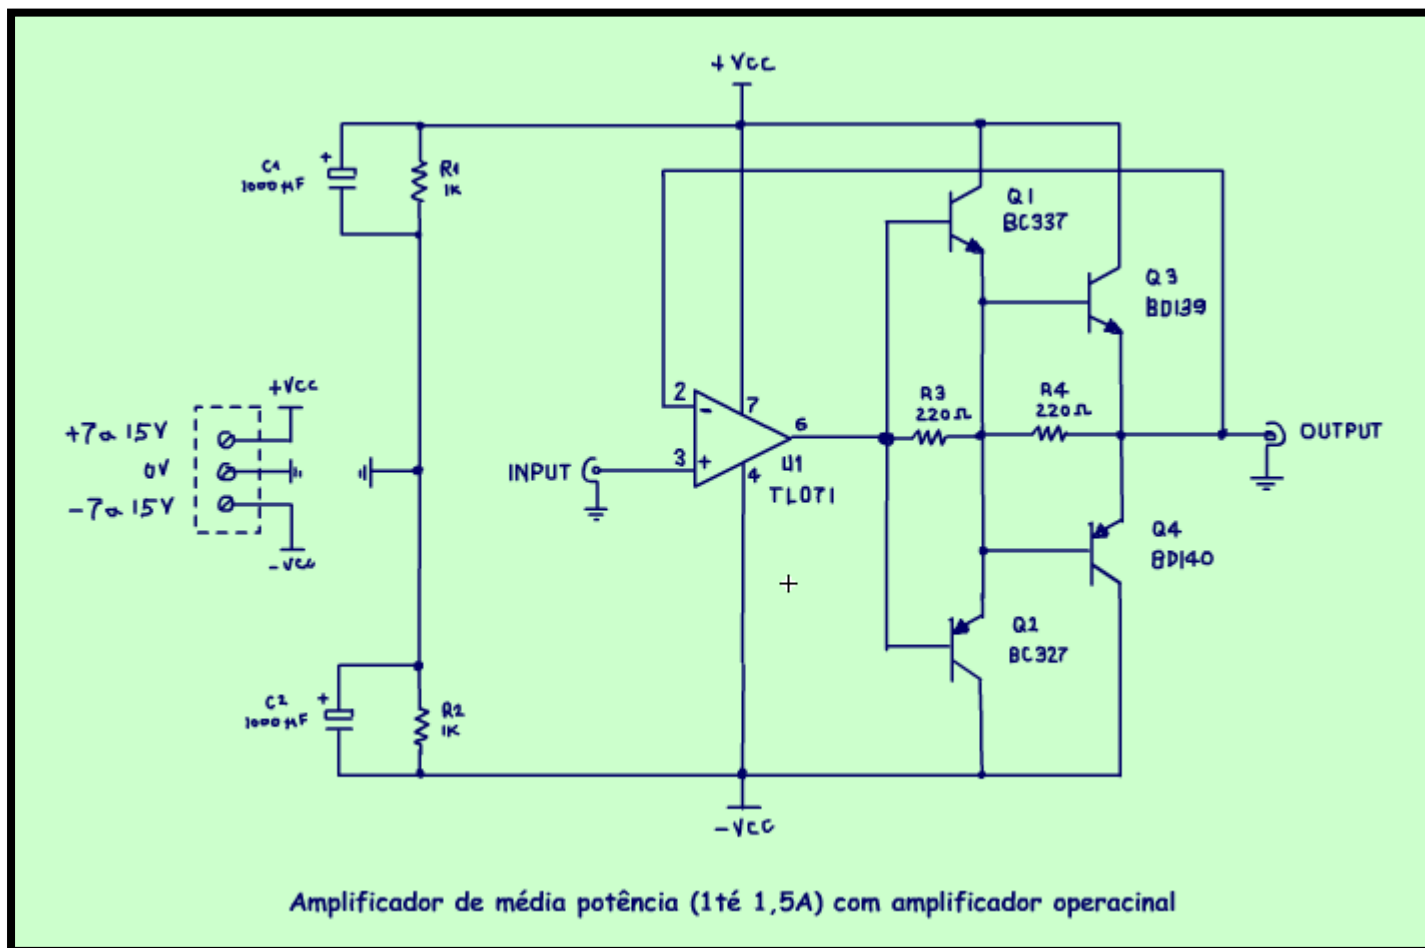 +VCC
C1
+
1000µF
R1
1K
Q1
BC337
Q3
BD139
+VCC
+7 a 15V
0V
-7 a 15V
-VCC
2
-
7
R3
220Ω
R4
220Ω
6
OUTPUT
INPUT
3
+
4
U1
TL071
Q4
BD140
Q2
BC327
C2
+
1000µF
R2
1K
-VCC
Amplificador de média potência (1té 1,5A) com amplificador operacinal